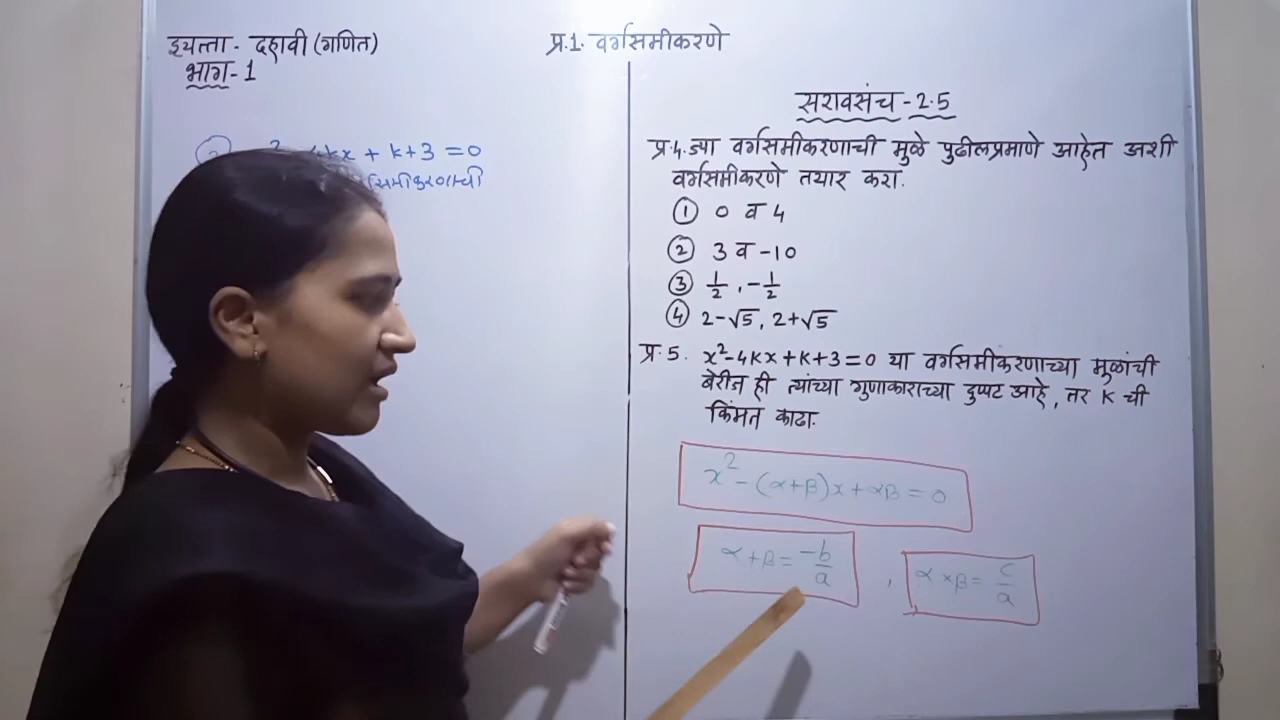 इयत्ता - दहावी (गणित)
भाग - 1
प्र.1. वर्गसमीकरणे
kx + k+3 =0
सरावसंच - 2.5
प्र.4. ज्या वर्गसमीकरणाची मुळे पुढीलप्रमाणे आहेत अशी
वर्गसमीकरणे तयार करा.
① 0 व 4
② 3 व -10
③ 1/2 , -1/2
④ 2-√5, 2+√5
प्र. 5. x²-4kx+k+3=0 या वर्गसमीकरणाच्या मुळांची
बेरीज ही त्यांच्या गुणाकाराच्या दुप्पट आहे, तर k ची
किंमत काढा.
x² - (α+β)x + αβ = 0
α+β = -b/a , α×β = c/a